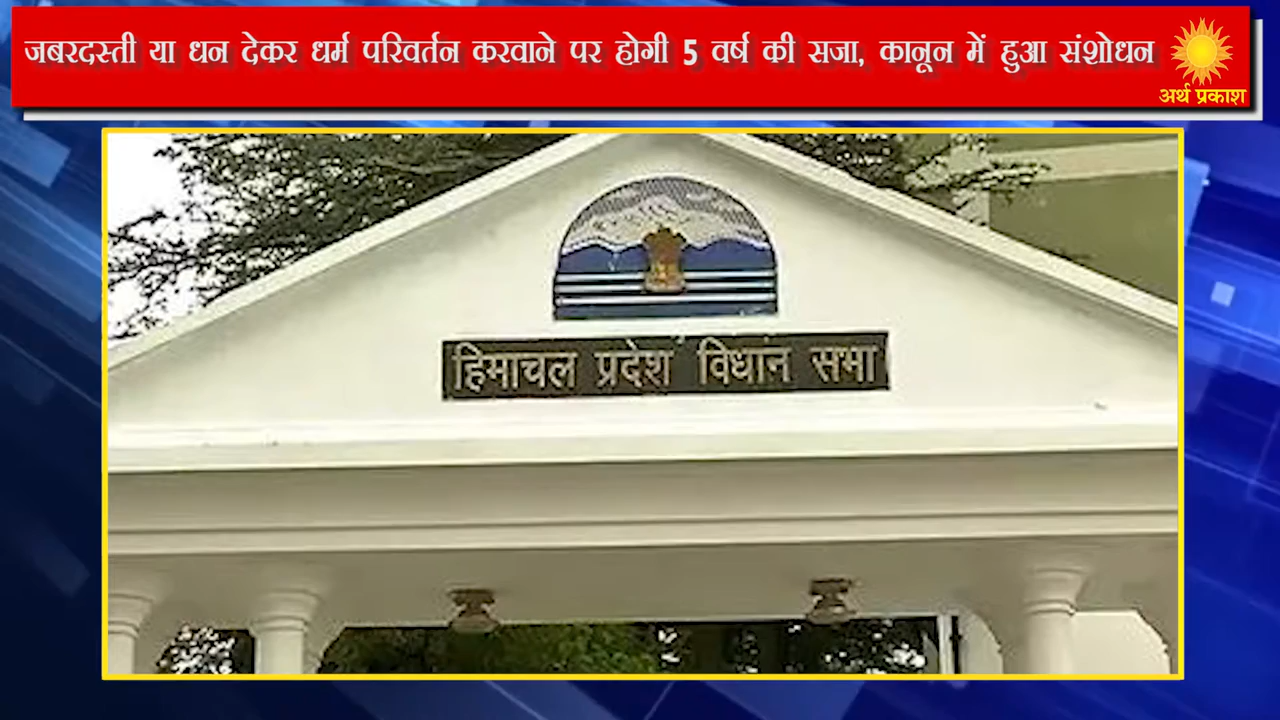 जबरदस्ती या धन देकर धर्म परिवर्तन करवाने पर होगी 5 वर्ष की सजा, कानून में हुआ संशोधन
अर्थ प्रकाश
हिमाचल प्रदेश विधान सभा